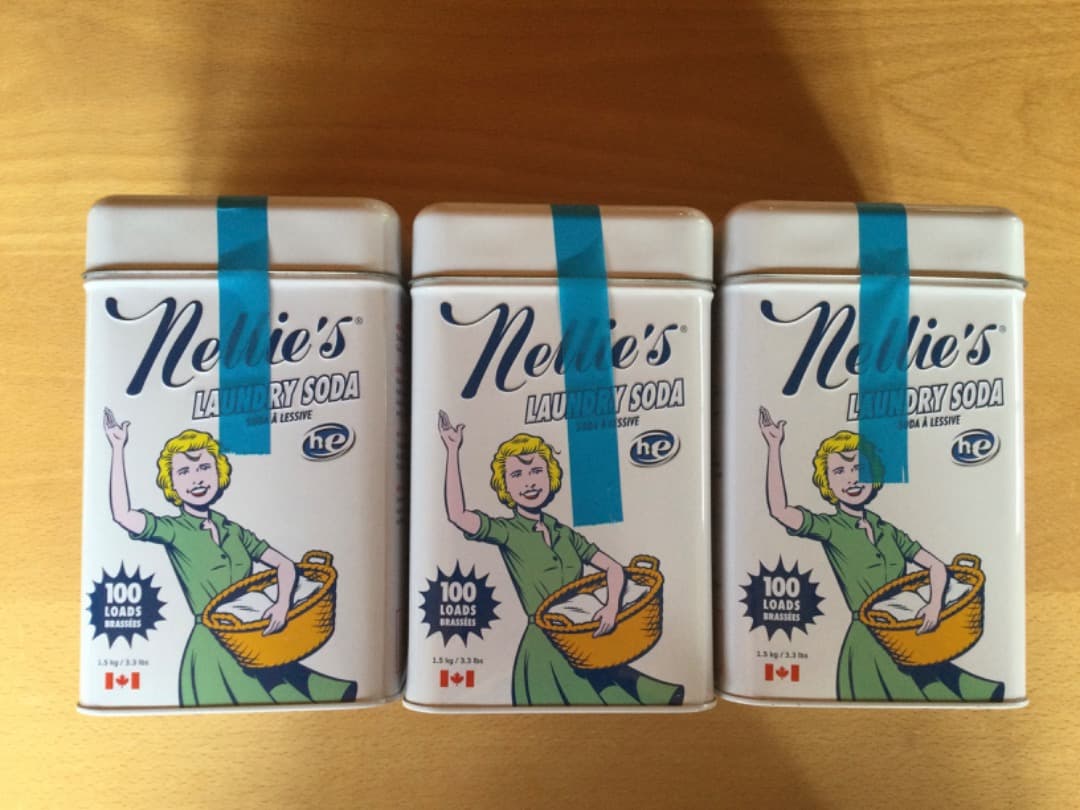 Nellie's®
LAUNDRY SODA
SODA À LESSIVE
he
100
LOADS
BRASSÉES
1.5 kg / 3.3 lbs
Nellie's®
LAUNDRY SODA
SODA À LESSIVE
he
100
LOADS
BRASSÉES
1.5 kg / 3.3 lbs
Nellie's®
LAUNDRY SODA
SODA À LESSIVE
he
100
LOADS
BRASSÉES
1.5 kg / 3.3 lbs